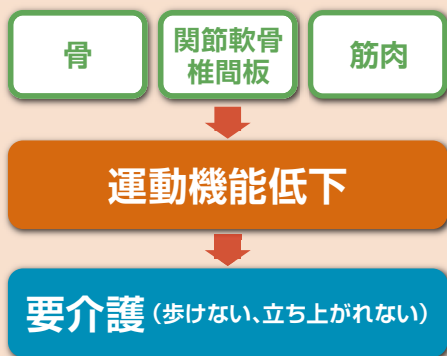 骨
関節軟骨
椎間板
筋肉
運動機能低下
要介護（歩けない、立ち上がれない）